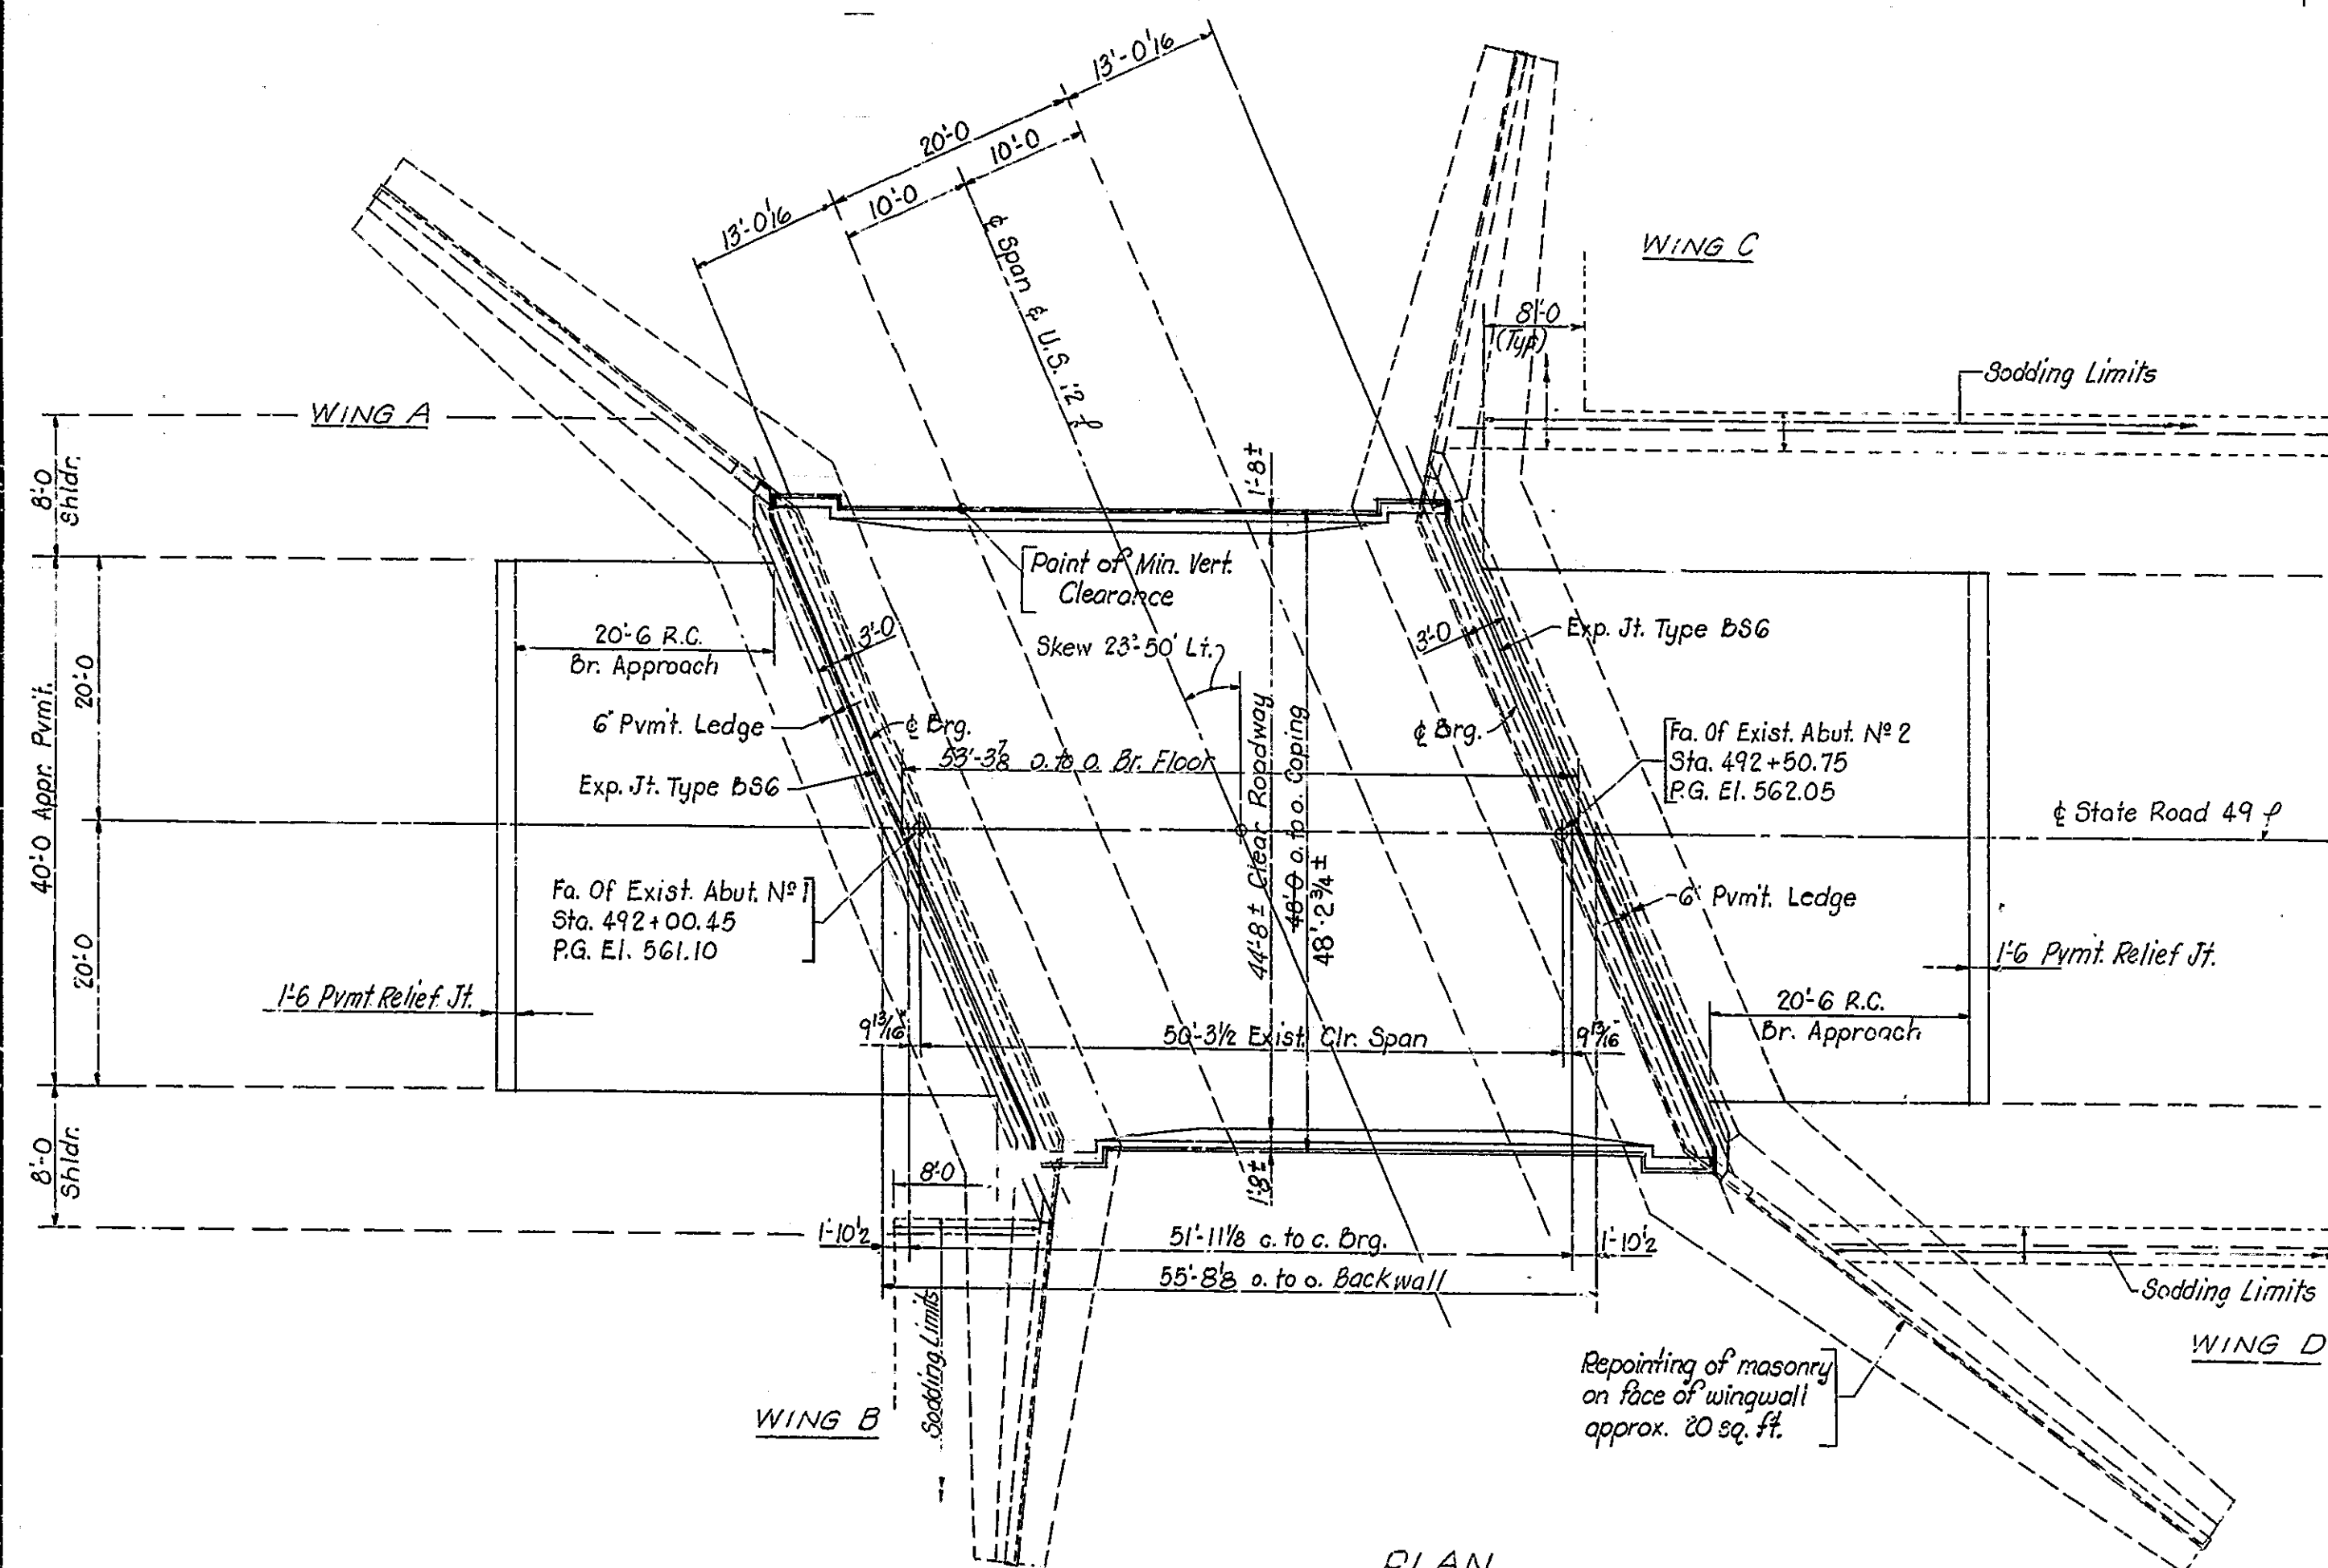 13'-0 1/16
20'-0
10'-0
13'-0 1/16
10'-0
℄ Span & U.S. 12
WING C
8'-0
(Typ)
Sodding Limits
WING A
8'-0
Shldr.
1'-8±
Point of Min. Vert.
Clearance
Skew 23°-50' Lt.
20'-6 R.C.
Br. Approach
3'-0
3'-0
Exp. Jt. Type BS6
20'-0
40'-0 Appr. Pvm't.
6" Pvm't. Ledge
℄ Brg.
℄ Brg.
53'-3 7/8 o. to o. Br. Floor
Exp. Jt. Type BS6
Fa. Of Exist. Abut. Nº 2
Sta. 492+50.75
P.G. El. 562.05
℄ State Road 49
44'-8± Clear Roadway
48'-0 o. to o. Coping
48'-2 3/4 ±
Fa. Of Exist. Abut. Nº 1
Sta. 492+00.45
P.G. El. 561.10
6" Pvm't. Ledge
20'-0
1'-6 Pvmt. Relief Jt.
1'-6 Pvmt. Relief Jt.
20'-6 R.C.
Br. Approach
9 13/16"
50'-3 1/2 Exist. Clr. Span
9 13/16"
8'-0
Shldr.
8'-0
1'-8±
1'-10 1/2
51'-11 1/8 c. to c. Brg.
1'-10 1/2
55'-8 1/8 o. to o. Backwall
Sodding Limits
Sodding Limits
WING D
Repointing of masonry
on face of wingwall
approx. 20 sq. ft.
WING B
PLAN